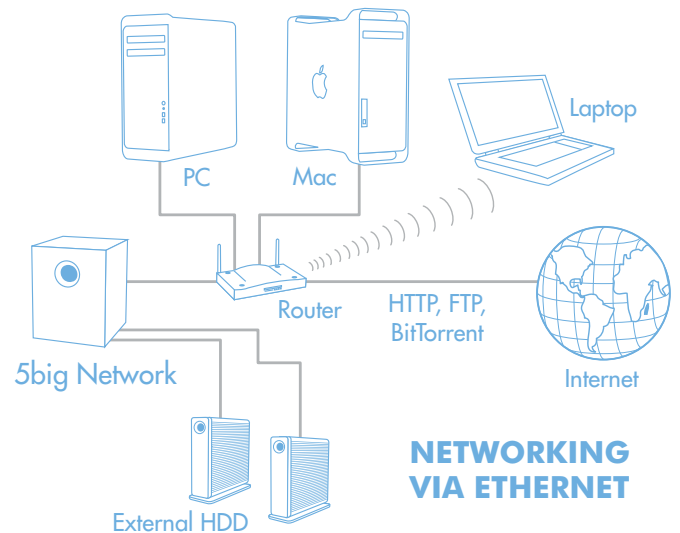 Laptop
PC
Mac
Router
HTTP, FTP,
BitTorrent
5big Network
Internet
NETWORKING
VIA ETHERNET
External HDD